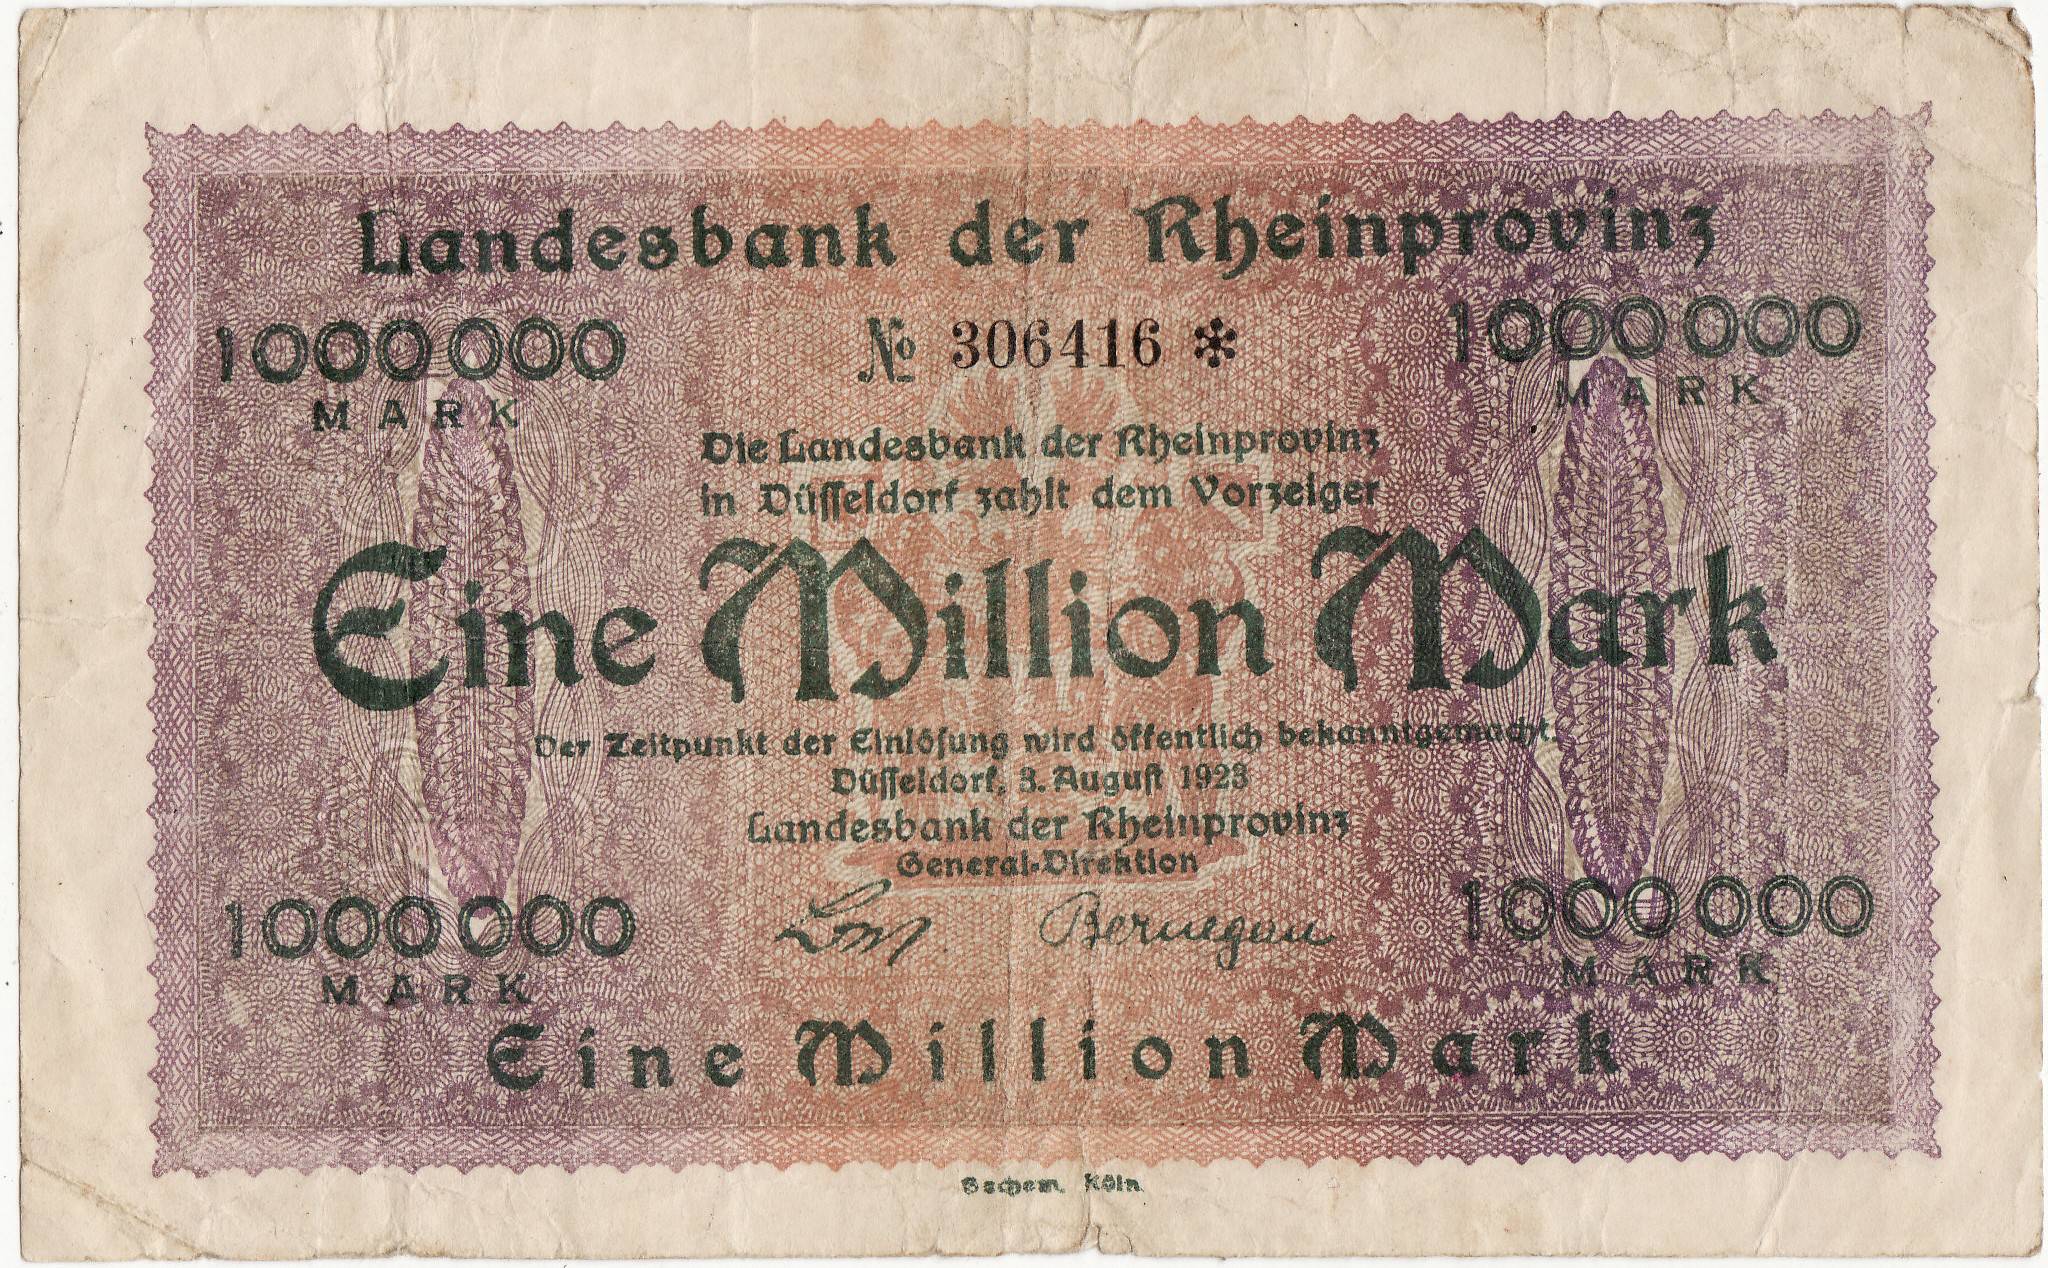 Landesbank der Rheinprovinz
1000000 № 306416 * 1000000
MARK MARK
Die Landesbank der Rheinprovinz
in Düsseldorf zahlt dem Vorzeiger
Eine Million Mark
Der Zeitpunkt der Einlösung wird öffentlich bekanntgemacht.
Düsseldorf, 3. August 1923
Landesbank der Rheinprovinz
General-Direktion
Bernegau
1000000 1000000
MARK MARK
Eine Million Mark
Bachem, Köln